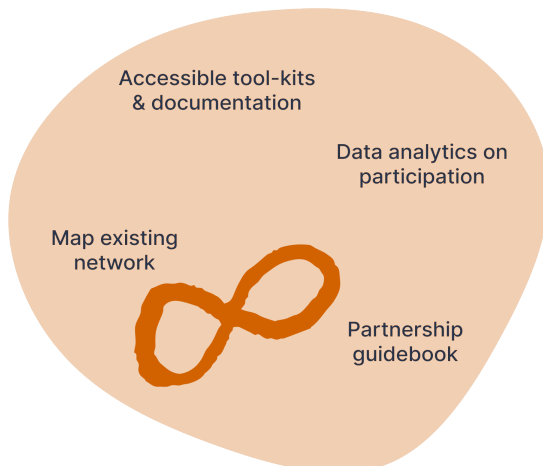 Accessible tool-kits
& documentation
Data analytics on
participation
Map existing
network
Partnership
guidebook